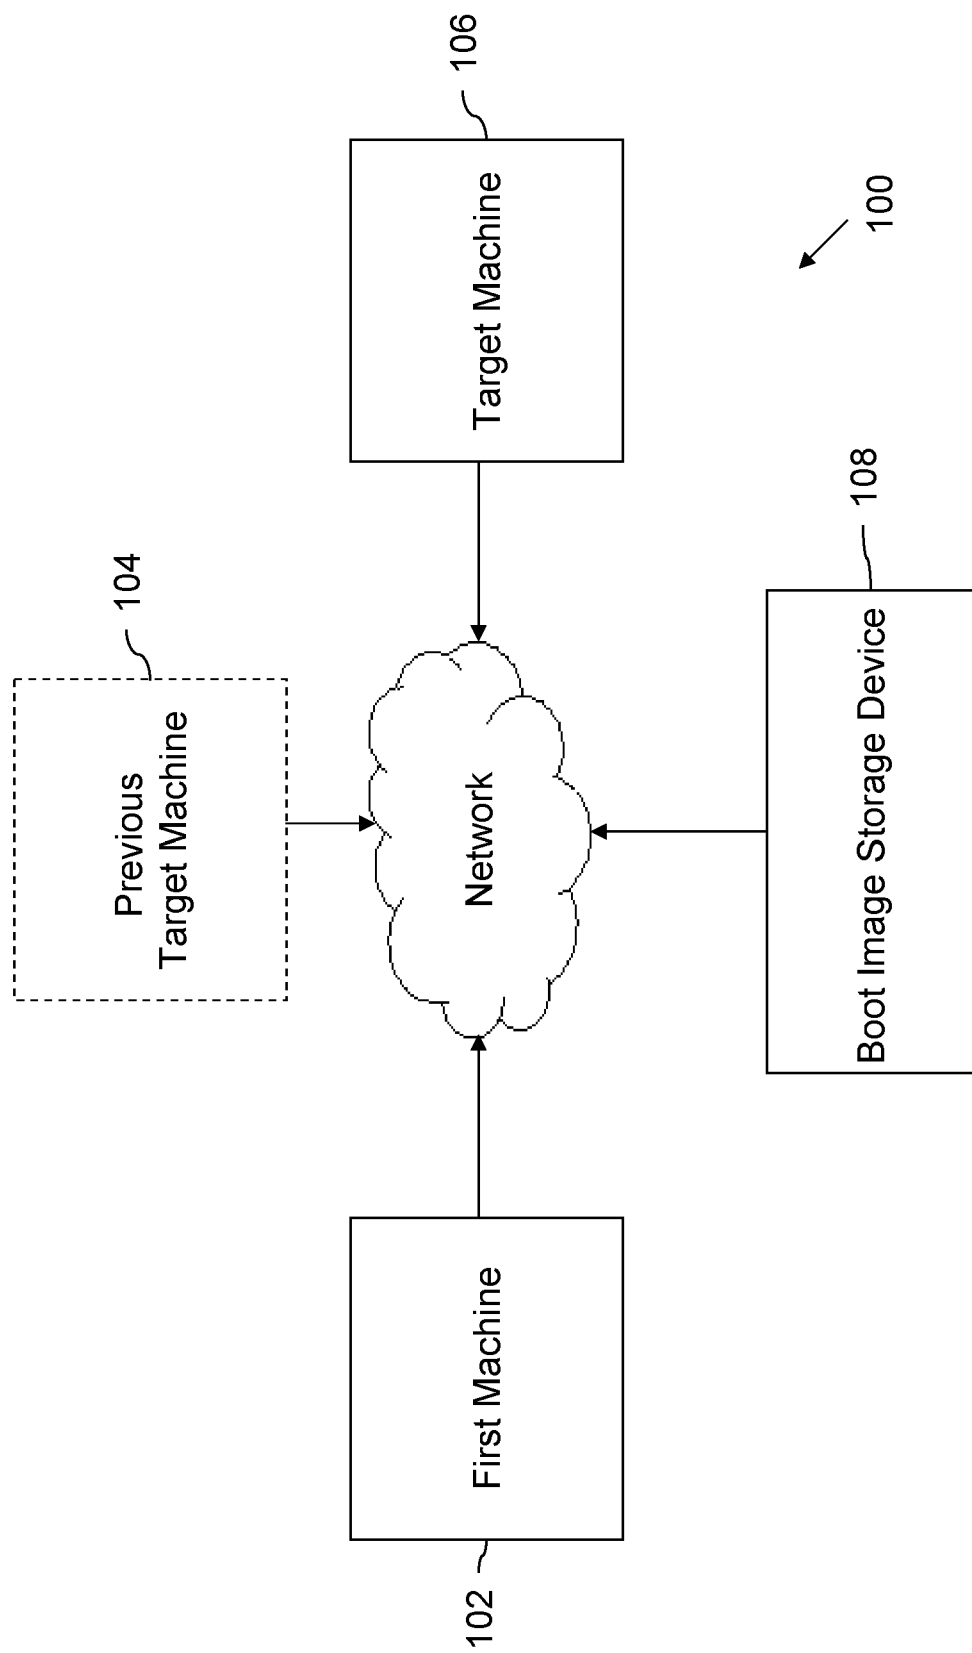 104
Previous
Target Machine
102
First Machine
Network
Target Machine
106
Boot Image Storage Device
108
100